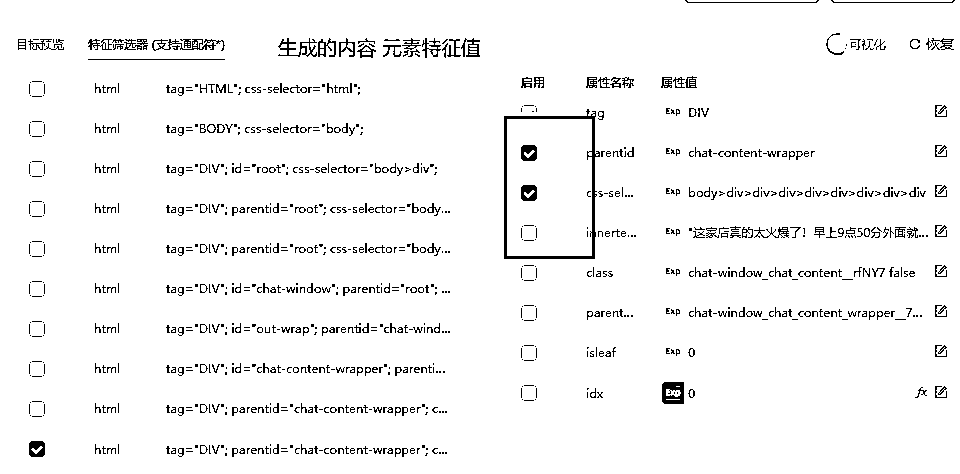 目标预览 特征筛选器 (支持通配符*) 生成的内容 元素特征值 可视化 恢复
html tag="HTML"; css-selector="html";
html tag="BODY"; css-selector="body";
html tag="DIV"; id="root"; css-selector="body>div";
html tag="DIV"; parentid="root"; css-selector="body...
html tag="DIV"; parentid="root"; css-selector="body...
html tag="DIV"; id="chat-window"; parentid="root"; ...
html tag="DIV"; id="out-wrap"; parentid="chat-wind...
html tag="DIV"; id="chat-content-wrapper"; parenti...
html tag="DIV"; parentid="chat-content-wrapper"; c...
html tag="DIV"; parentid="chat-content-wrapper"; c...
启用 属性名称 属性值
tag Exp DIV
parentid Exp chat-content-wrapper
css-sel... Exp body>div>div>div>div>div>div>div>div>div
innerte... Exp "这家店真的太火爆了！早上9点50分外面就...
class Exp chat-window_chat_content__rfNY7 false
parent... Exp chat-window_chat_content_wrapper__7...
isleaf Exp 0
idx Exp 0 fx